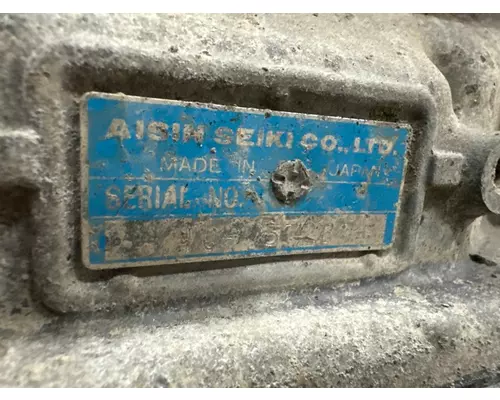 AISIN SEIKI CO., LTD.
MADE IN JAPAN
SERIAL NO.